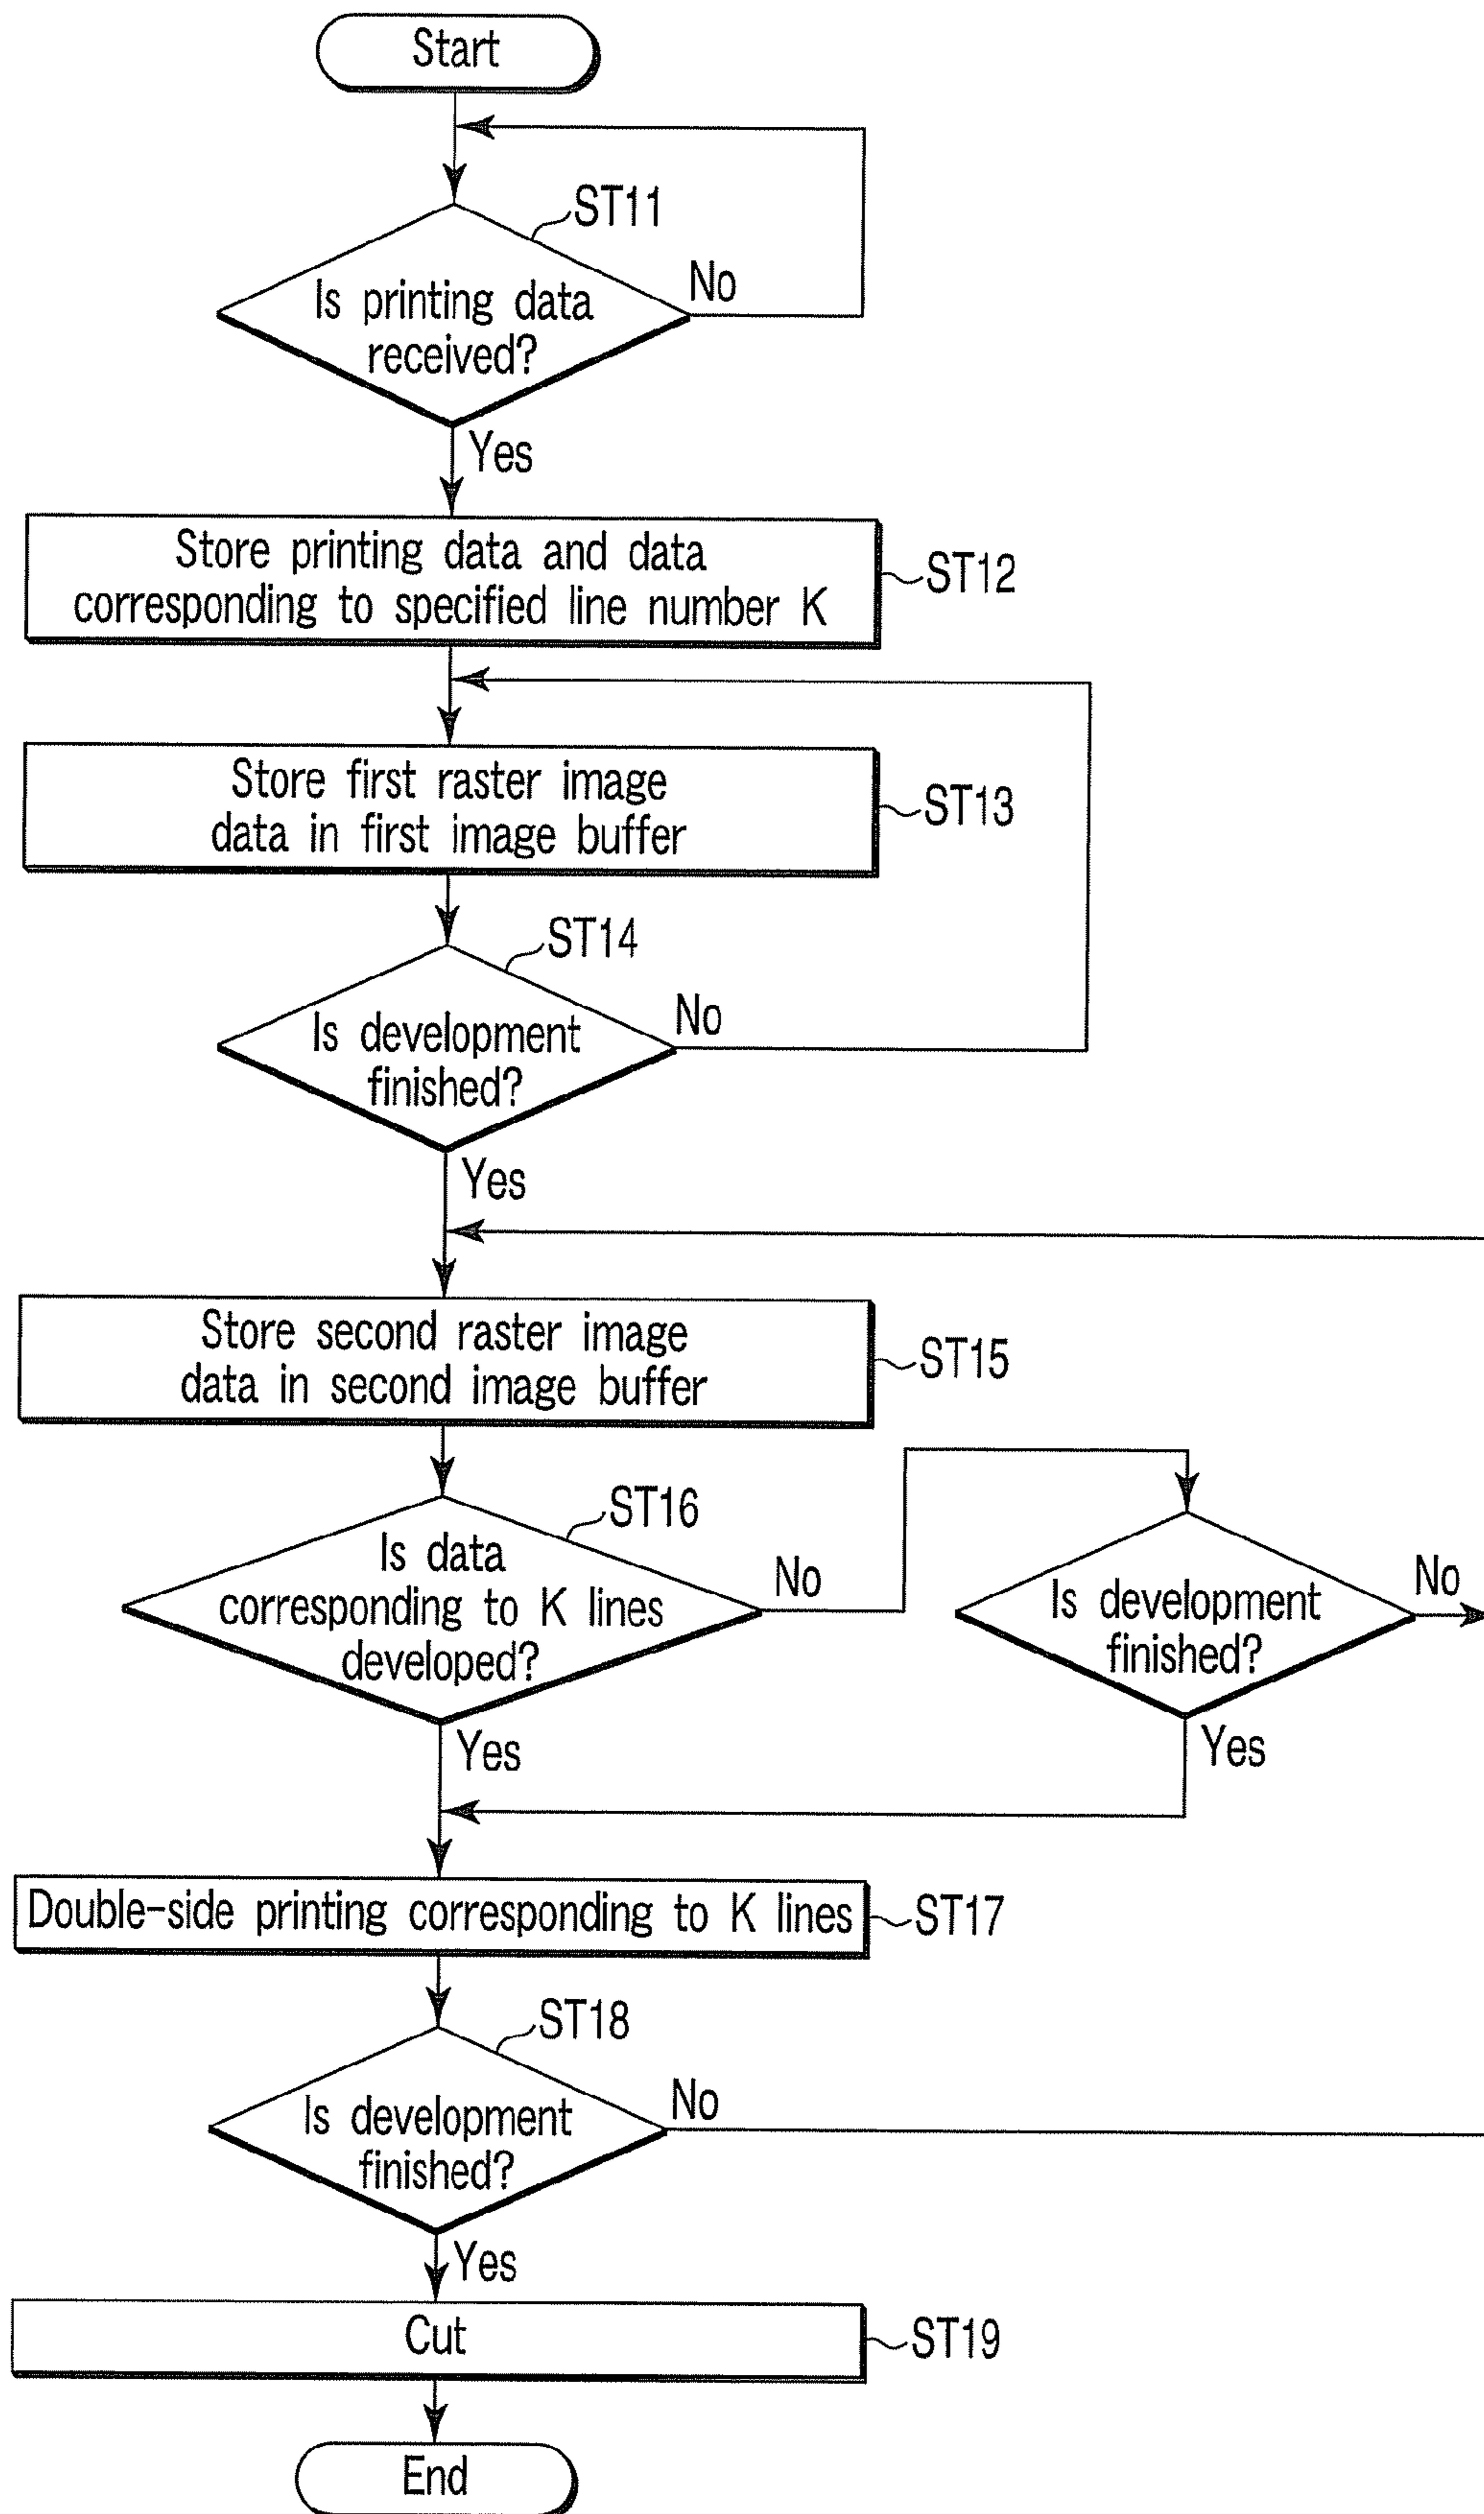 Start
ST11
Is printing data
received?
No
Yes
Store printing data and data
corresponding to specified line number K
ST12
Store first raster image
data in first image buffer
ST13
ST14
Is development
finished?
No
Yes
Store second raster image
data in second image buffer
ST15
ST16
Is data
corresponding to K lines
developed?
No
Is development
finished?
No
Yes
Yes
Double-side printing corresponding to K lines
ST17
ST18
Is development
finished?
No
Yes
Cut
ST19
End